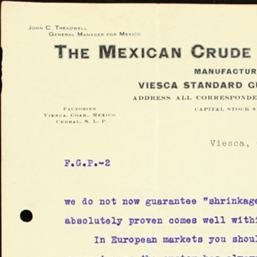 JOHN C. TREADWELL
GENERAL MANAGER FOR MEXICO
THE MEXICAN CRUDE
MANUFACTUR
VIESCA STANDARD GU
ADDRESS ALL CORRESPONDE
FACTORIES
VIESCA, COAH. MEXICO
CEDRAL, S. L. P.
CAPITAL STOCK $
Viesca,
F.G.P.-2
we do not now guarantee "shrinkage
absolutely proven comes well withi
In European markets you shou